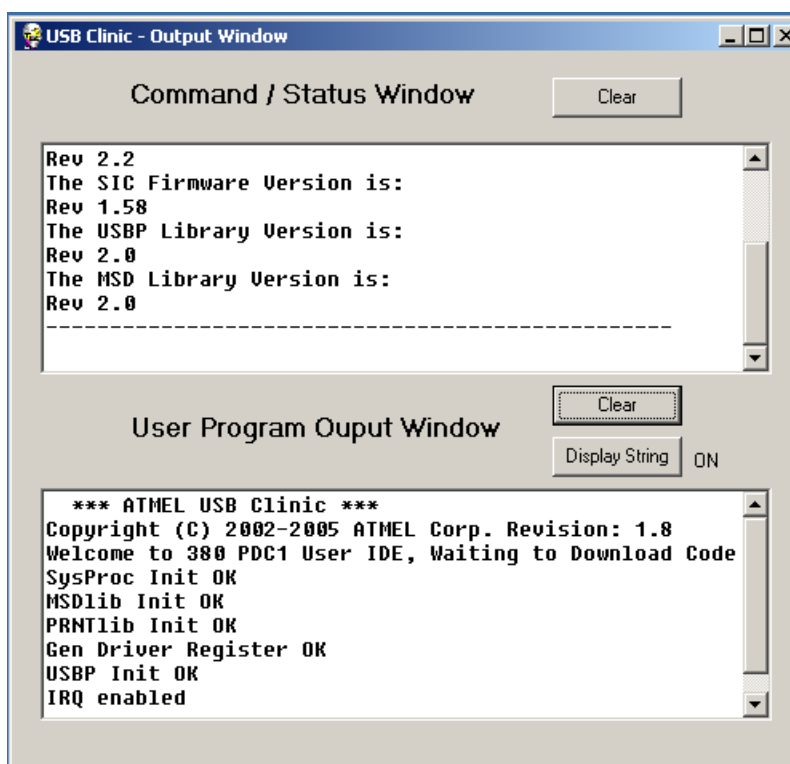 USB Clinic - Output Window
Command / Status Window
Clear
Rev 2.2
The SIC Firmware Version is:
Rev 1.58
The USBP Library Version is:
Rev 2.0
The MSD Library Version is:
Rev 2.0
-------------------------------------------------
Clear
User Program Ouput Window
Display String ON
*** ATMEL USB Clinic ***
Copyright (C) 2002-2005 ATMEL Corp. Revision: 1.8
Welcome to 380 PDC1 User IDE, Waiting to Download Code
SysProc Init OK
MSDlib Init OK
PRNTlib Init OK
Gen Driver Register OK
USBP Init OK
IRQ enabled